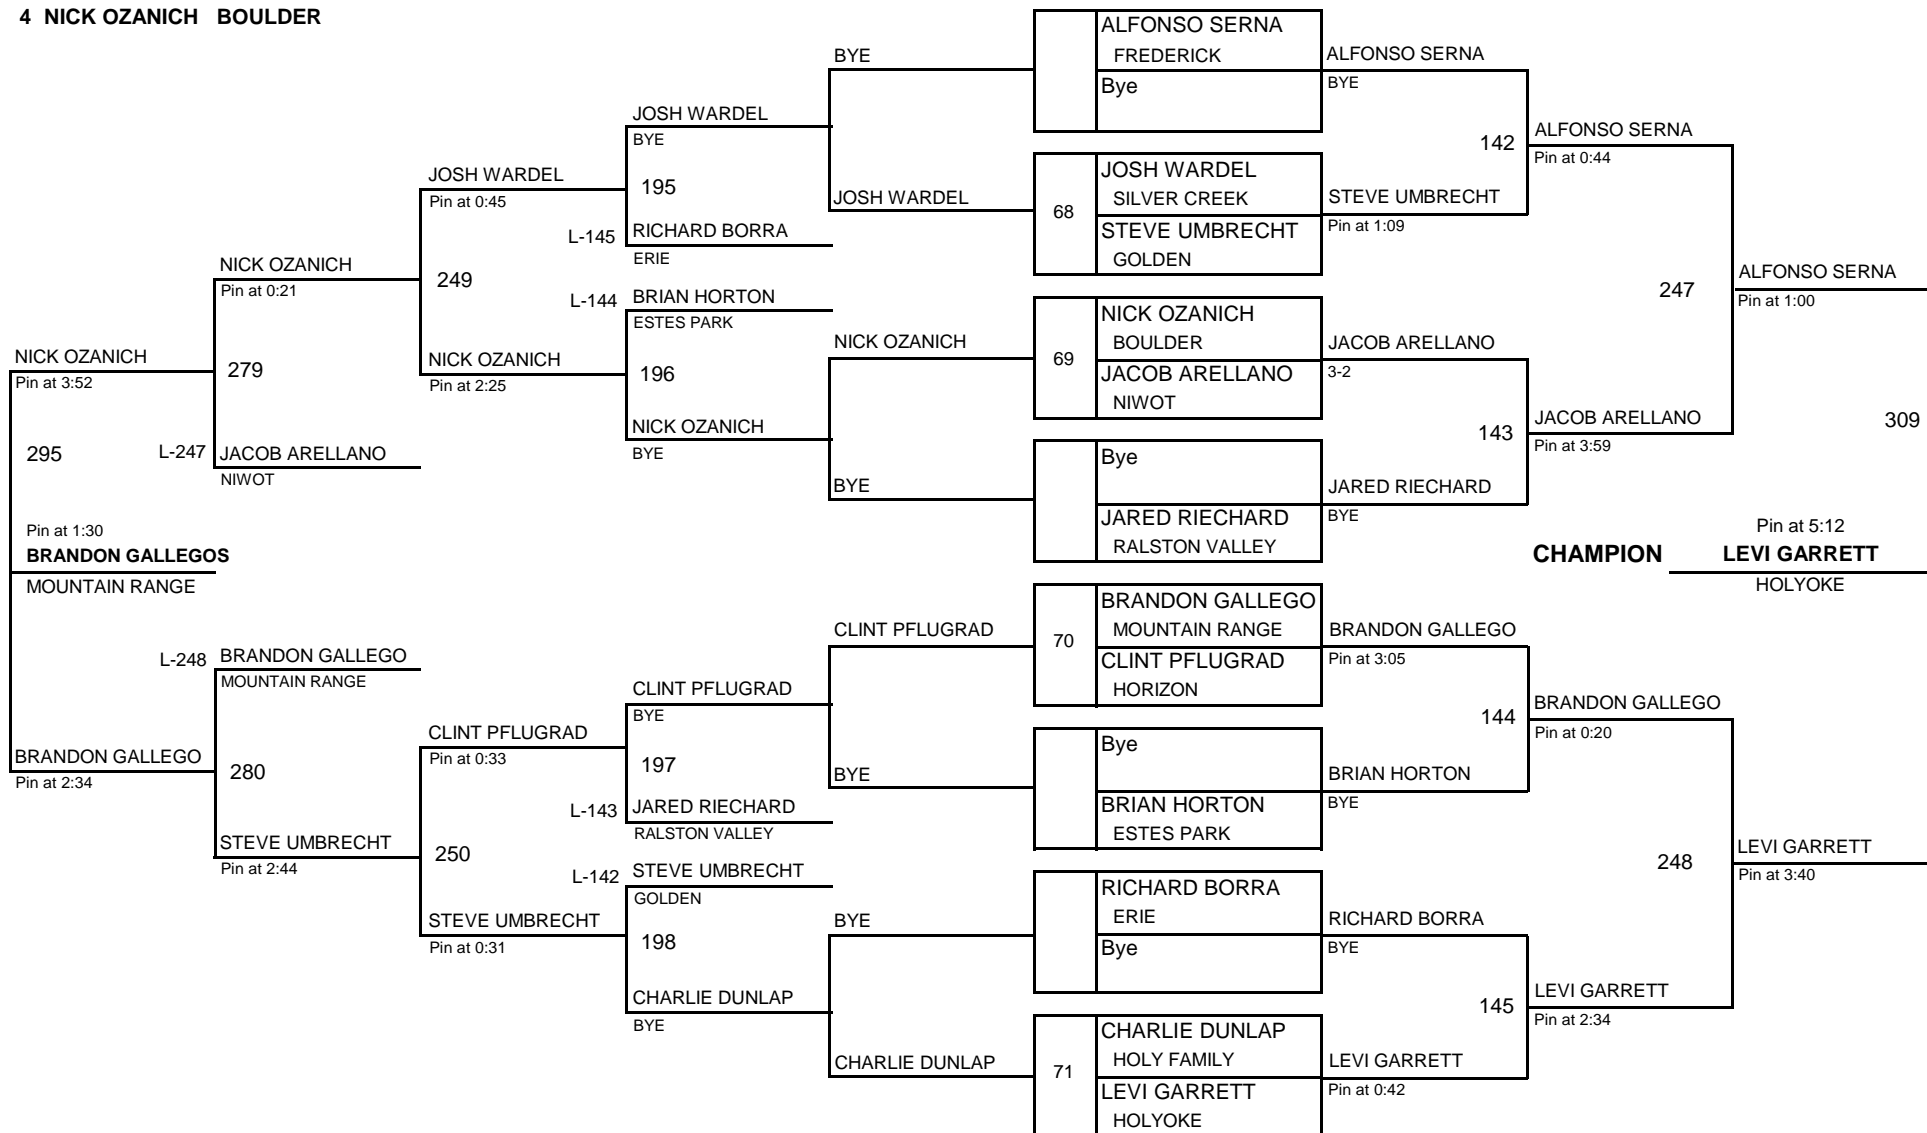 4 NICK OZANICH BOULDER
ALFONSO SERNA
FREDERICK
Bye
BYE
ALFONSO SERNA
BYE
JOSH WARDEL
BYE
142
ALFONSO SERNA
Pin at 0:44
JOSH WARDEL
Pin at 0:45
195
JOSH WARDEL
68
JOSH WARDEL
SILVER CREEK
STEVE UMBRECHT
GOLDEN
STEVE UMBRECHT
Pin at 1:09
L-145
RICHARD BORRA
ERIE
NICK OZANICH
Pin at 0:21
249
247
ALFONSO SERNA
Pin at 1:00
L-144
BRIAN HORTON
ESTES PARK
NICK OZANICH
Pin at 3:52
279
NICK OZANICH
Pin at 2:25
196
NICK OZANICH
69
NICK OZANICH
BOULDER
JACOB ARELLANO
NIWOT
JACOB ARELLANO
3-2
NICK OZANICH
BYE
143
JACOB ARELLANO
Pin at 3:59
309
295
L-247
JACOB ARELLANO
NIWOT
BYE
Bye
JARED RIECHARD
RALSTON VALLEY
JARED RIECHARD
BYE
Pin at 1:30
BRANDON GALLEGOS
MOUNTAIN RANGE
Pin at 5:12
CHAMPION LEVI GARRETT
HOLYOKE
CLINT PFLUGRAD
70
BRANDON GALLEGO
MOUNTAIN RANGE
CLINT PFLUGRAD
HORIZON
BRANDON GALLEGO
Pin at 3:05
L-248
BRANDON GALLEGO
MOUNTAIN RANGE
CLINT PFLUGRAD
BYE
144
BRANDON GALLEGO
Pin at 0:20
CLINT PFLUGRAD
Pin at 0:33
BRANDON GALLEGO
Pin at 2:34
280
197
BYE
Bye
BRIAN HORTON
ESTES PARK
BRIAN HORTON
BYE
L-143
JARED RIECHARD
RALSTON VALLEY
STEVE UMBRECHT
Pin at 2:44
250
248
LEVI GARRETT
Pin at 3:40
L-142
STEVE UMBRECHT
GOLDEN
STEVE UMBRECHT
Pin at 0:31
198
BYE
RICHARD BORRA
ERIE
Bye
RICHARD BORRA
BYE
CHARLIE DUNLAP
BYE
145
LEVI GARRETT
Pin at 2:34
CHARLIE DUNLAP
71
CHARLIE DUNLAP
HOLY FAMILY
LEVI GARRETT
HOLYOKE
LEVI GARRETT
Pin at 0:42